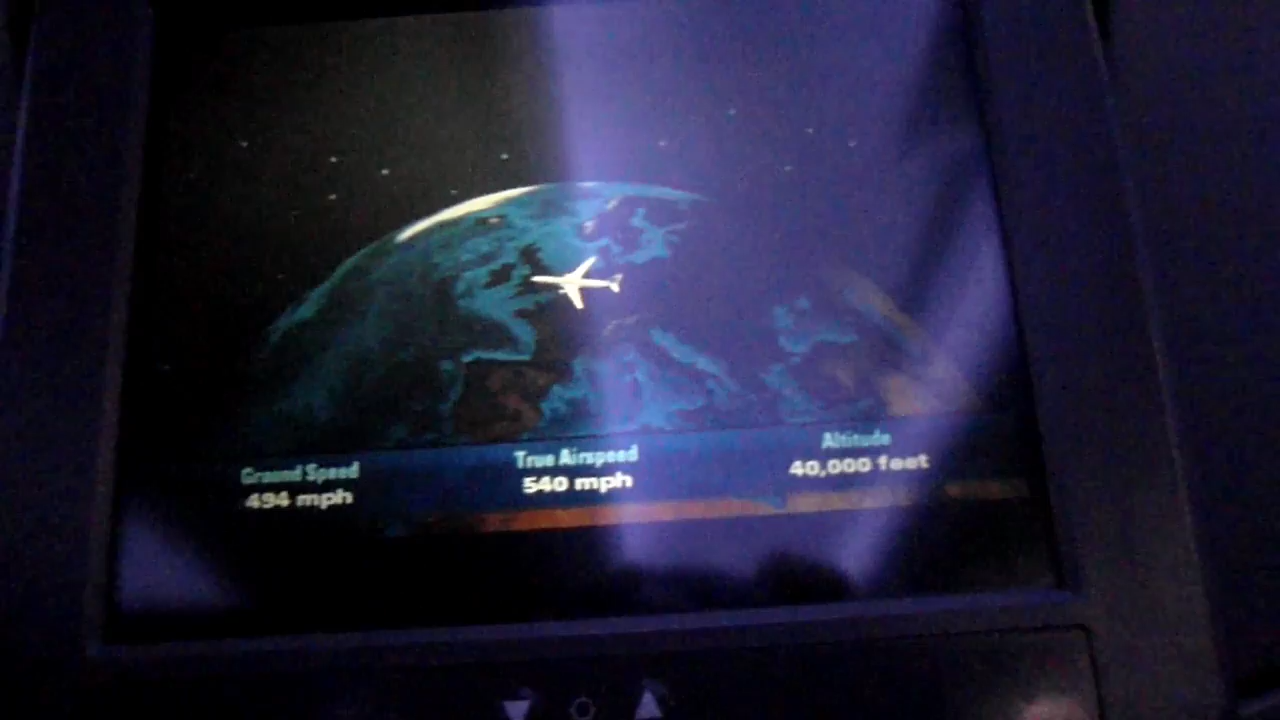 Ground Speed
494 mph
True Airspeed
540 mph
Altitude
40,000 feet